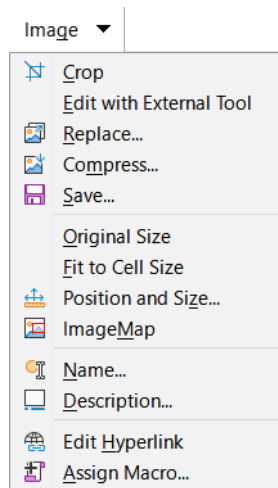 Image
Crop
Edit with External Tool
Replace...
Compress...
Save...
Original Size
Fit to Cell Size
Position and Size...
ImageMap
Name...
Description...
Edit Hyperlink
Assign Macro...